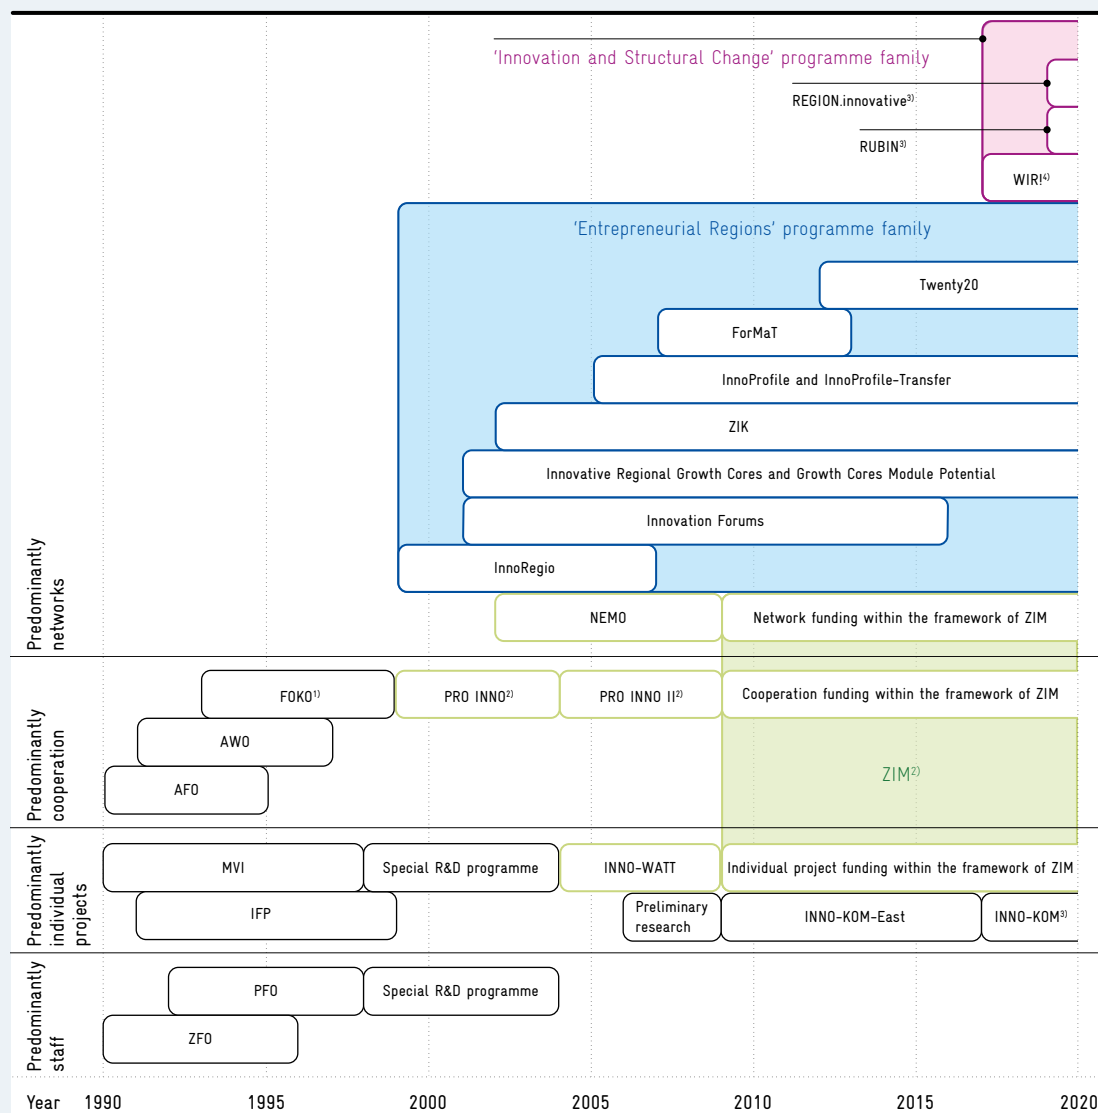 'Innovation and Structural Change' programme family
REGION.innovative³⁾
RUBIN³⁾
WIR!⁴⁾
'Entrepreneurial Regions' programme family
Twenty20
ForMaT
InnoProfile and InnoProfile-Transfer
ZIK
Innovative Regional Growth Cores and Growth Cores Module Potential
Innovation Forums
InnoRegio
Predominantly
networks
NEMO
Network funding within the framework of ZIM
Predominantly
cooperation
FOKO¹⁾
PRO INNO²⁾
PRO INNO II²⁾
Cooperation funding within the framework of ZIM
AWO
ZIM²⁾
AFO
Predominantly
individual
projects
MVI
Special R&D programme
INNO-WATT
Individual project funding within the framework of ZIM
IFP
Preliminary
research
INNO-KOM-East
INNO-KOM³⁾
Predominantly
staff
PFO
Special R&D programme
ZFO
Year 1990 1995 2000 2005 2010 2015 2020